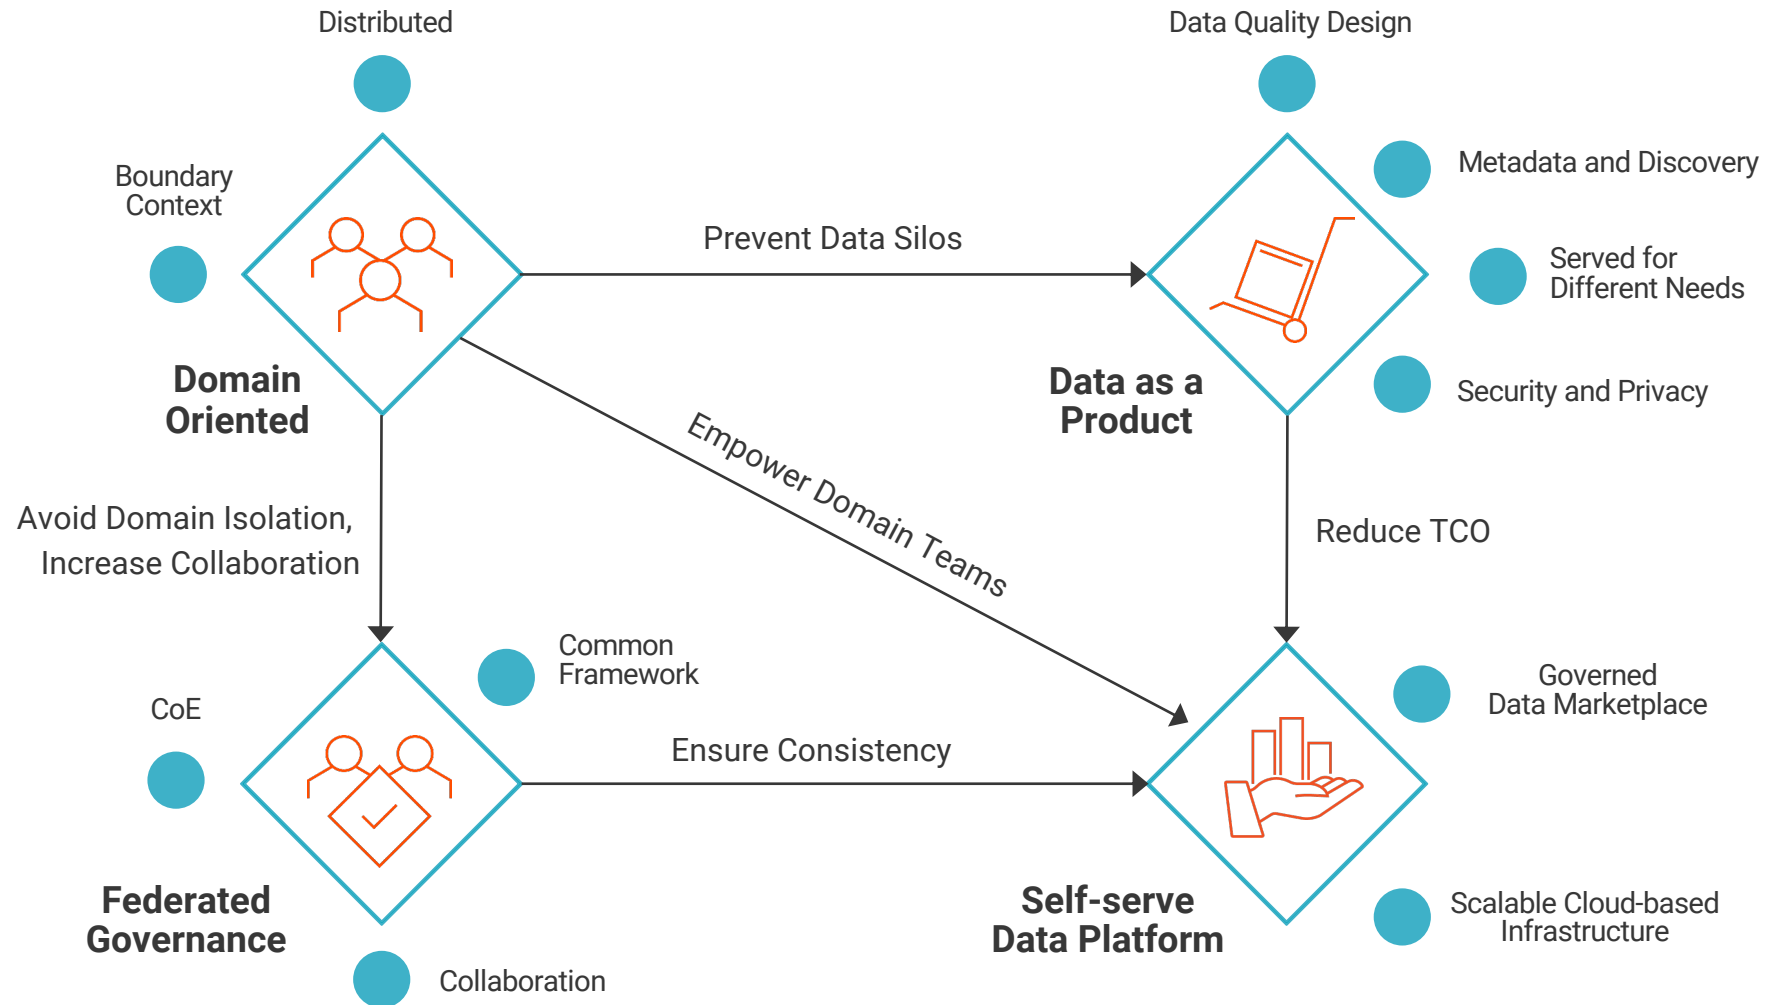 Distributed
Data Quality Design
Boundary
Context
Metadata and Discovery
Prevent Data Silos
Served for
Different Needs
Domain
Oriented
Data as a
Product
Security and Privacy
Empower Domain Teams
Avoid Domain Isolation,
Increase Collaboration
Reduce TCO
Common
Framework
CoE
Governed
Data Marketplace
Ensure Consistency
Federated
Governance
Self-serve
Data Platform
Scalable Cloud-based
Infrastructure
Collaboration